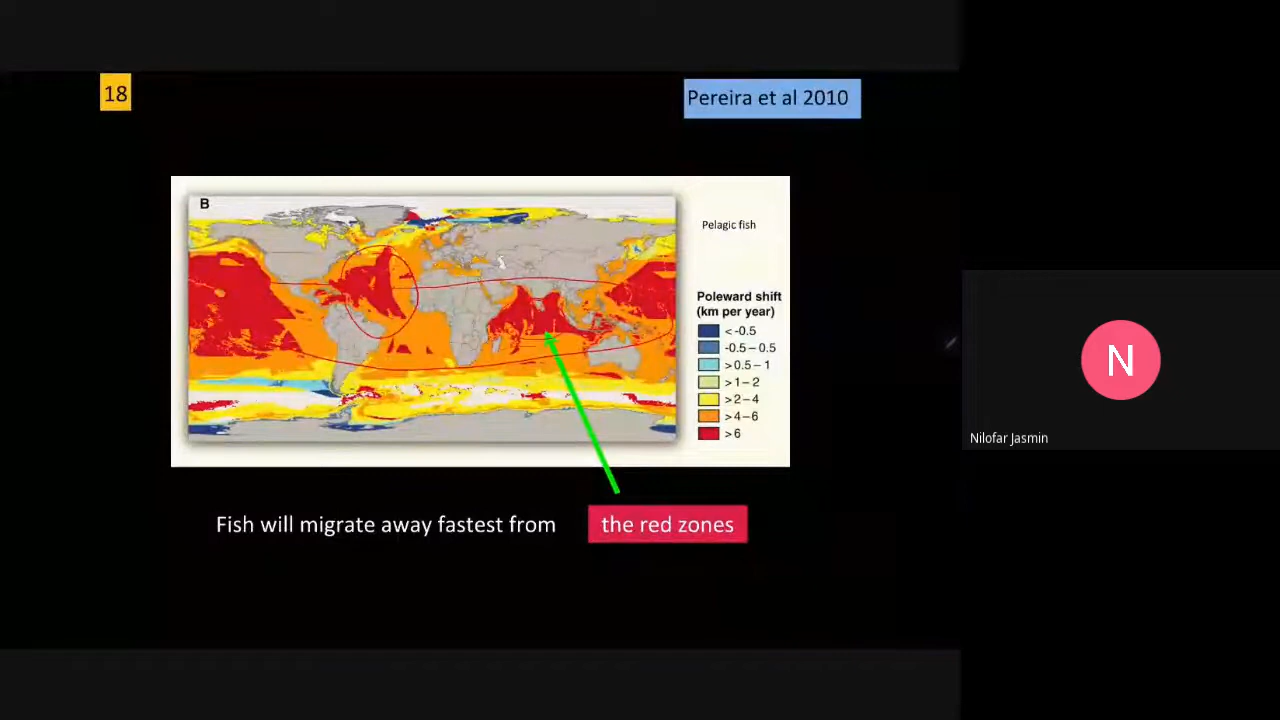 18
Pereira et al 2010
B
Pelagic fish
Poleward shift
(km per year)
< -0.5
-0.5 – 0.5
> 0.5 – 1
> 1 – 2
> 2 – 4
> 4 – 6
> 6
N
Nilofar Jasmin
Fish will migrate away fastest from the red zones